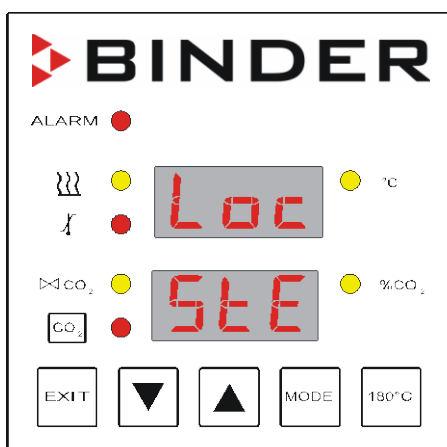 BINDER
ALARM
°C
Loc
CO₂ %CO₂
StE
CO₂
EXIT MODE 180°C